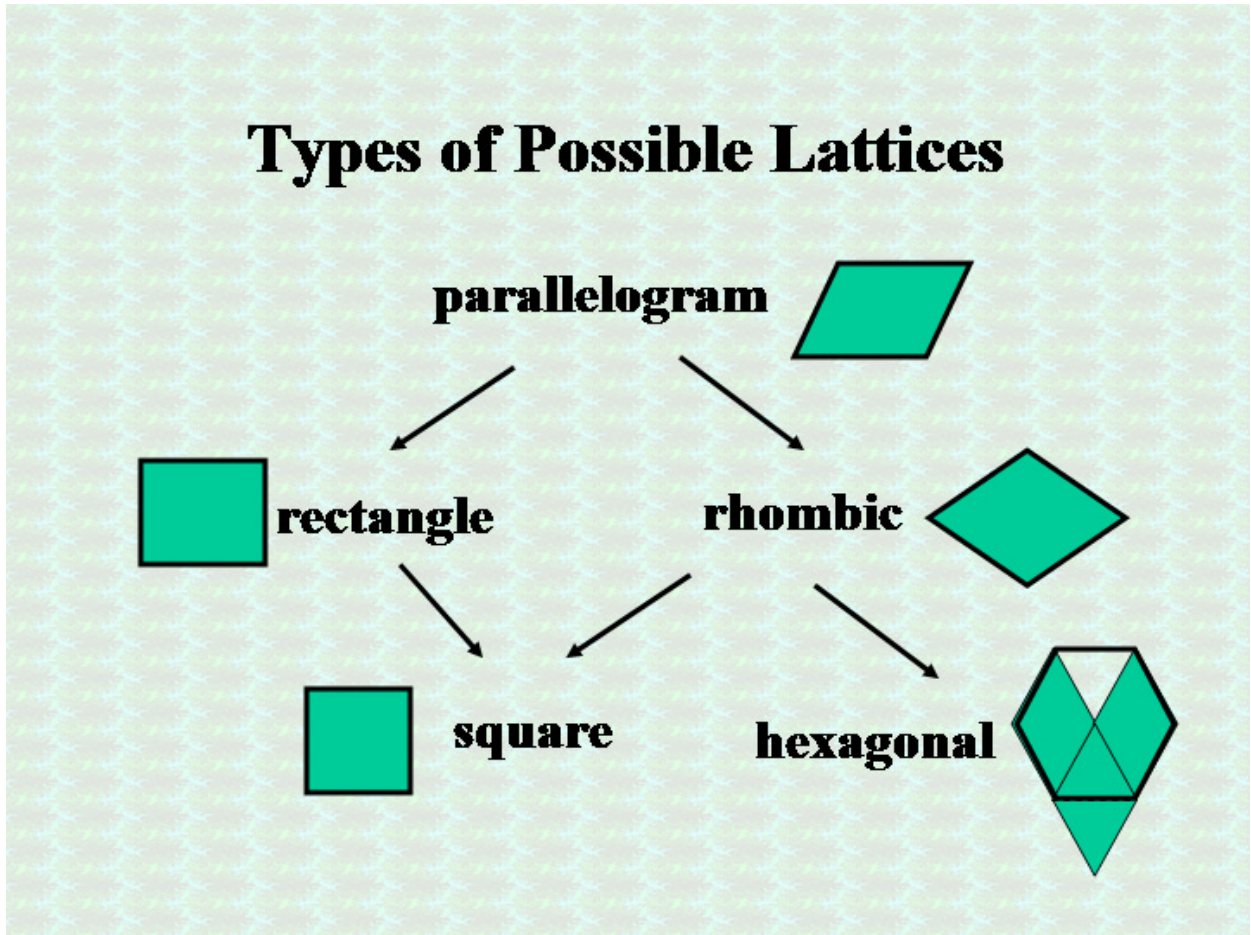 Types of Possible Lattices
parallelogram
rectangle
rhombic
square
hexagonal